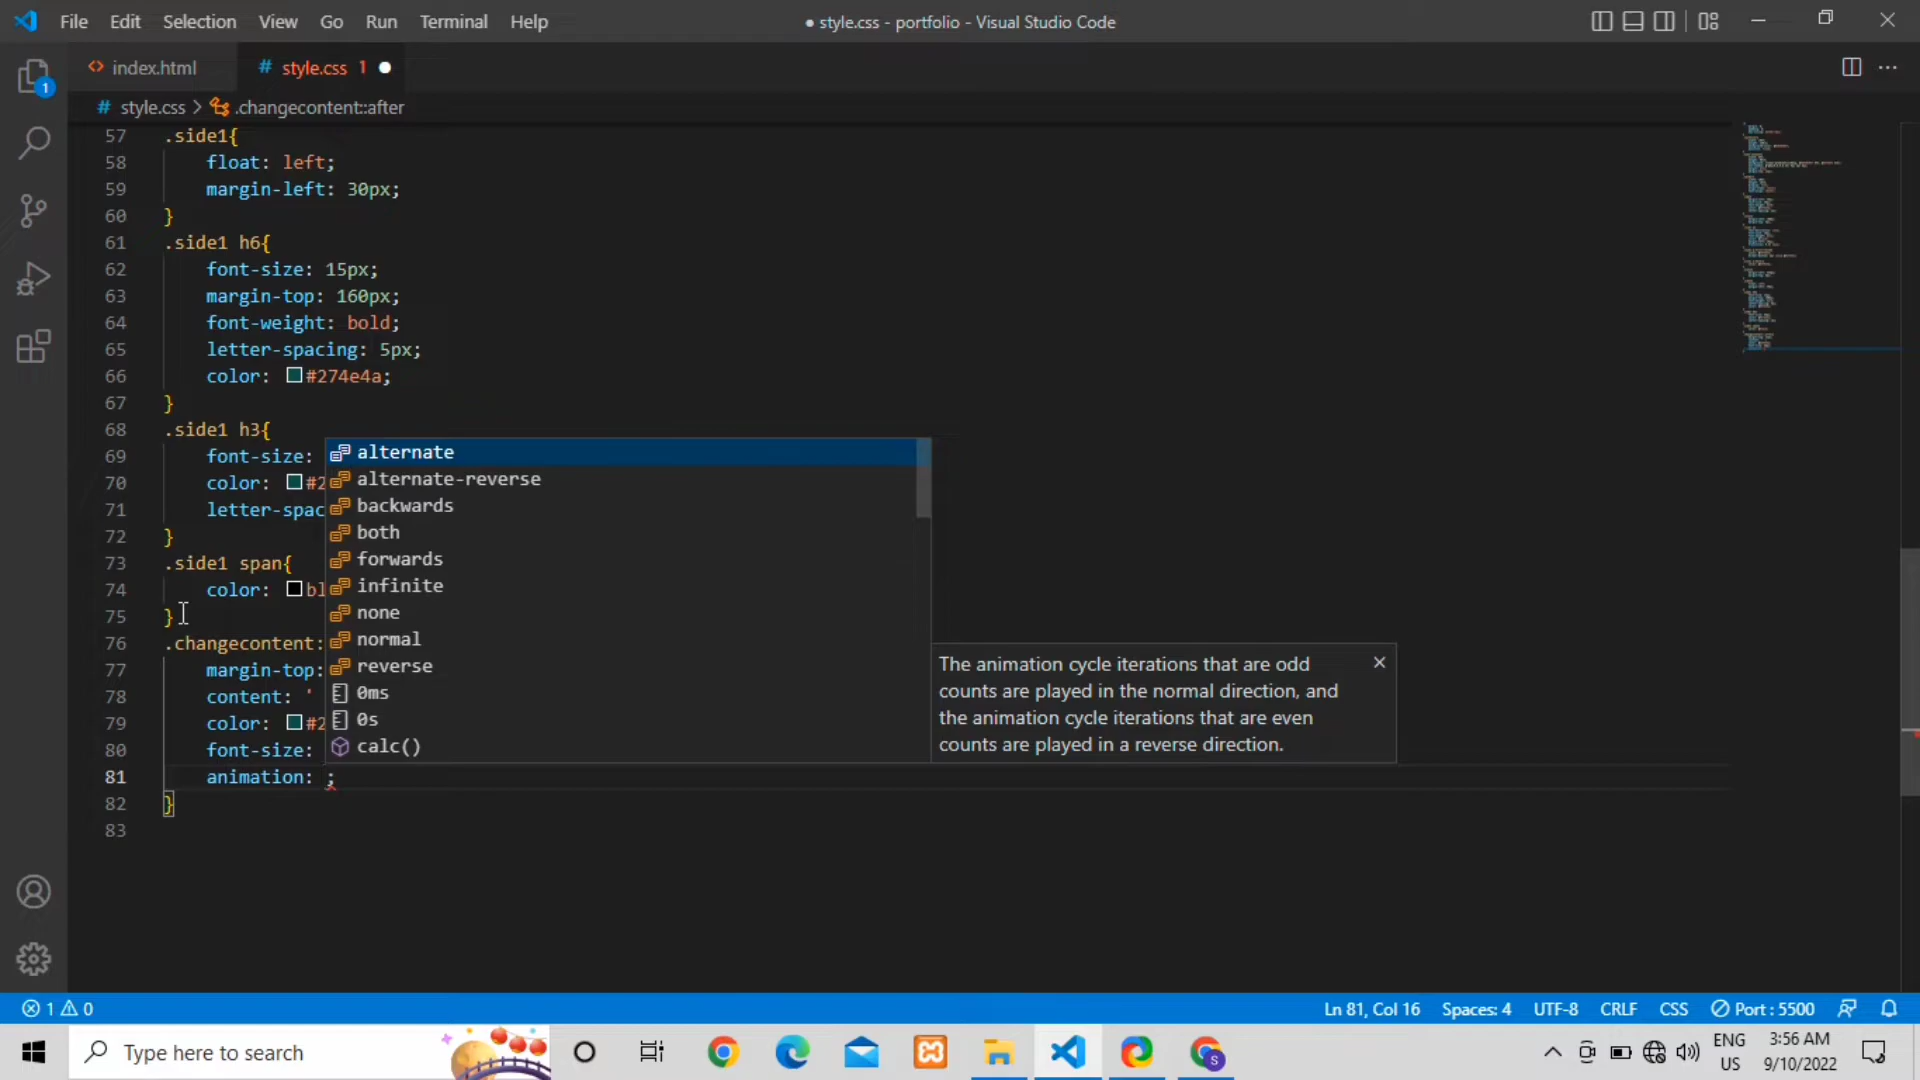 File Edit Selection View Go Run Terminal Help
● style.css - portfolio - Visual Studio Code
<> index.html
# style.css 1 ●
# style.css > .changecontent::after
57 .side1{
58 float: left;
59 margin-left: 30px;
60 }
61 .side1 h6{
62 font-size: 15px;
63 margin-top: 160px;
64 font-weight: bold;
65 letter-spacing: 5px;
66 color: #274e4a;
67 }
68 .side1 h3{
69 font-size:
70 color: #2
71 letter-spac
72 }
73 .side1 span{
74 color: bl
75 }
76 .changecontent:
77 margin-top:
78 content: '
79 color: #2
80 font-size:
81 animation: ;
82 }
83
alternate
alternate-reverse
backwards
both
forwards
infinite
none
normal
reverse
0ms
0s
calc()
The animation cycle iterations that are odd
counts are played in the normal direction, and
the animation cycle iterations that are even
counts are played in a reverse direction.
1
1 0
Ln 81, Col 16 Spaces: 4 UTF-8 CRLF CSS Port : 5500
Type here to search
S
ENG
US
3:56 AM
9/10/2022